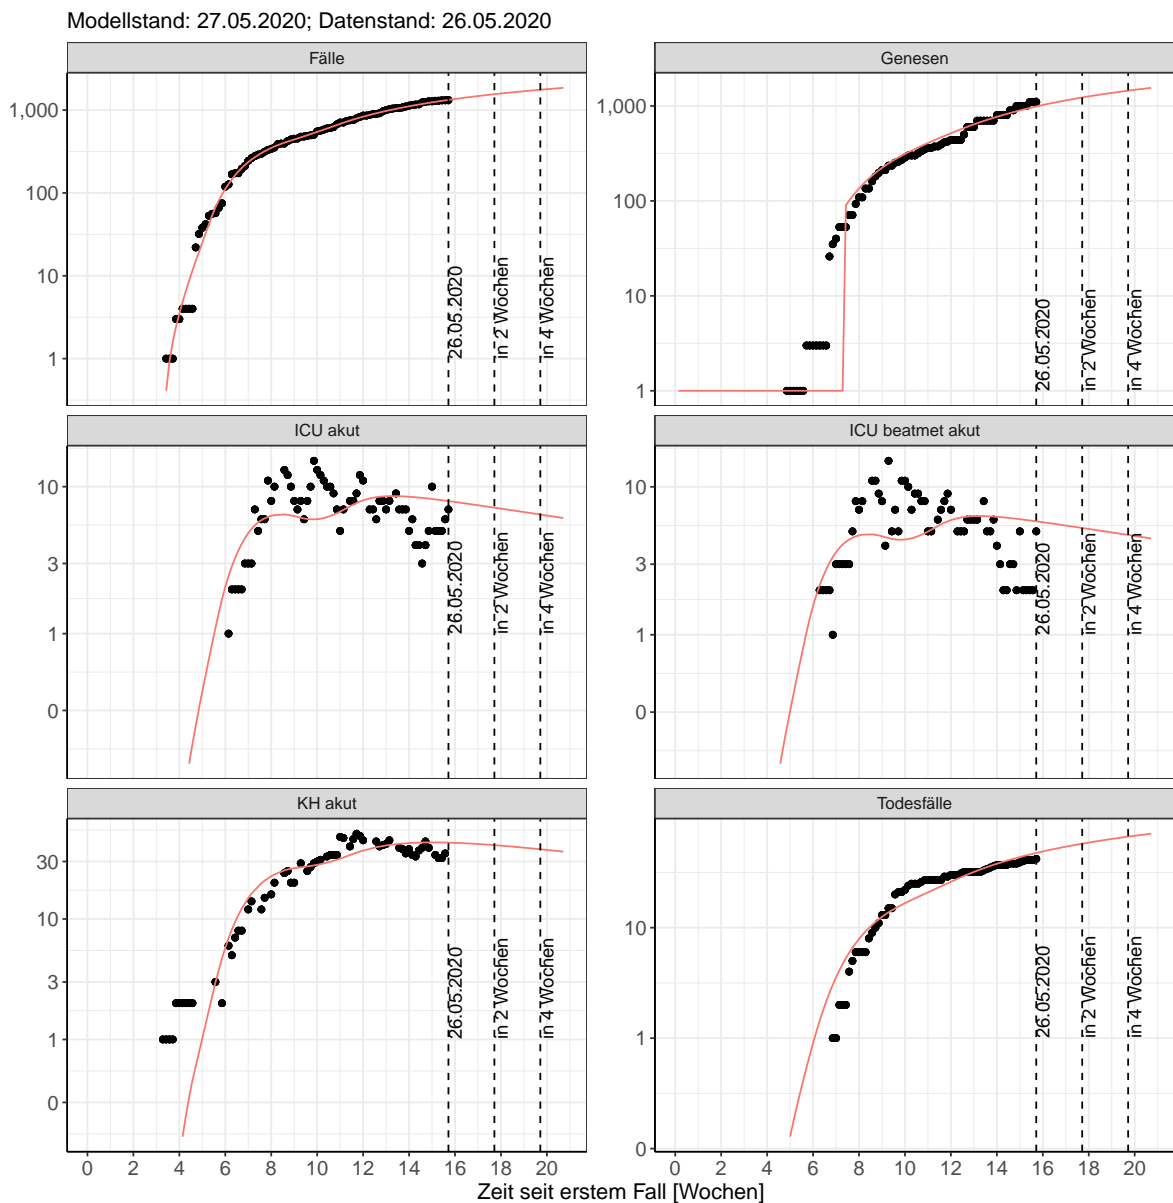 Modellstand: 27.05.2020; Datenstand: 26.05.2020
Fälle
Genesen
1,000
100
10
1
26.05.2020
in 2 Wochen
in 4 Wochen
1,000
100
10
1
26.05.2020
in 2 Wochen
in 4 Wochen
ICU akut
ICU beatmet akut
10
3
1
0
26.05.2020
in 2 Wochen
in 4 Wochen
10
3
1
0
26.05.2020
in 2 Wochen
in 4 Wochen
KH akut
Todesfälle
30
10
3
1
0
26.05.2020
in 2 Wochen
in 4 Wochen
10
1
0
26.05.2020
in 2 Wochen
in 4 Wochen
0 2 4 6 8 10 12 14 16 18 20
0 2 4 6 8 10 12 14 16 18 20
Zeit seit erstem Fall [Wochen]